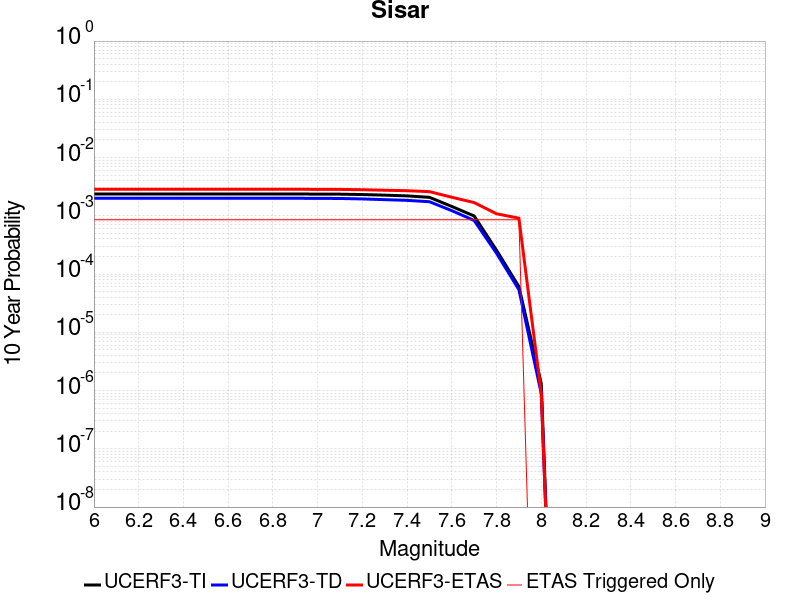 Sisar
10^0
10^-1
10^-2
10^-3
10^-4
10^-5
10^-6
10^-7
10^-8
10 Year Probability
6 6.2 6.4 6.6 6.8 7 7.2 7.4 7.6 7.8 8 8.2 8.4 8.6 8.8 9
Magnitude
UCERF3-TI UCERF3-TD UCERF3-ETAS ETAS Triggered Only